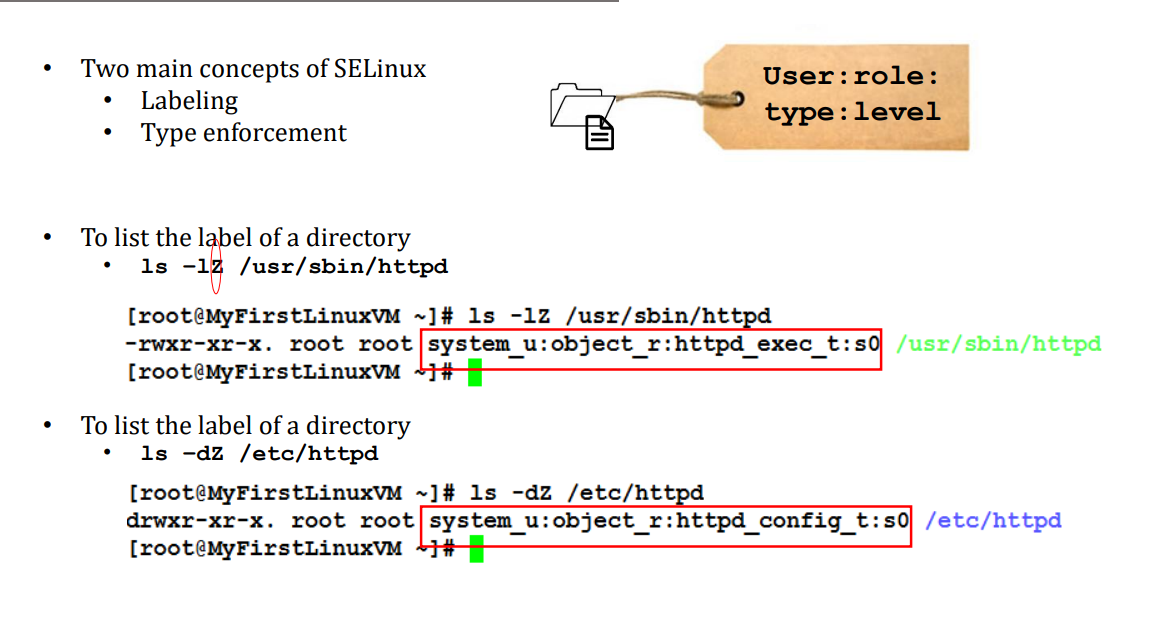 • Two main concepts of SELinux
• Labeling
• Type enforcement
User:role:
type:level
• To list the label of a directory
• ls –lZ /usr/sbin/httpd
[root@MyFirstLinuxVM ~]# ls -lZ /usr/sbin/httpd
-rwxr-xr-x. root root system_u:object_r:httpd_exec_t:s0 /usr/sbin/httpd
[root@MyFirstLinuxVM ~]#
• To list the label of a directory
• ls –dZ /etc/httpd
[root@MyFirstLinuxVM ~]# ls -dZ /etc/httpd
drwxr-xr-x. root root system_u:object_r:httpd_config_t:s0 /etc/httpd
[root@MyFirstLinuxVM ~]#